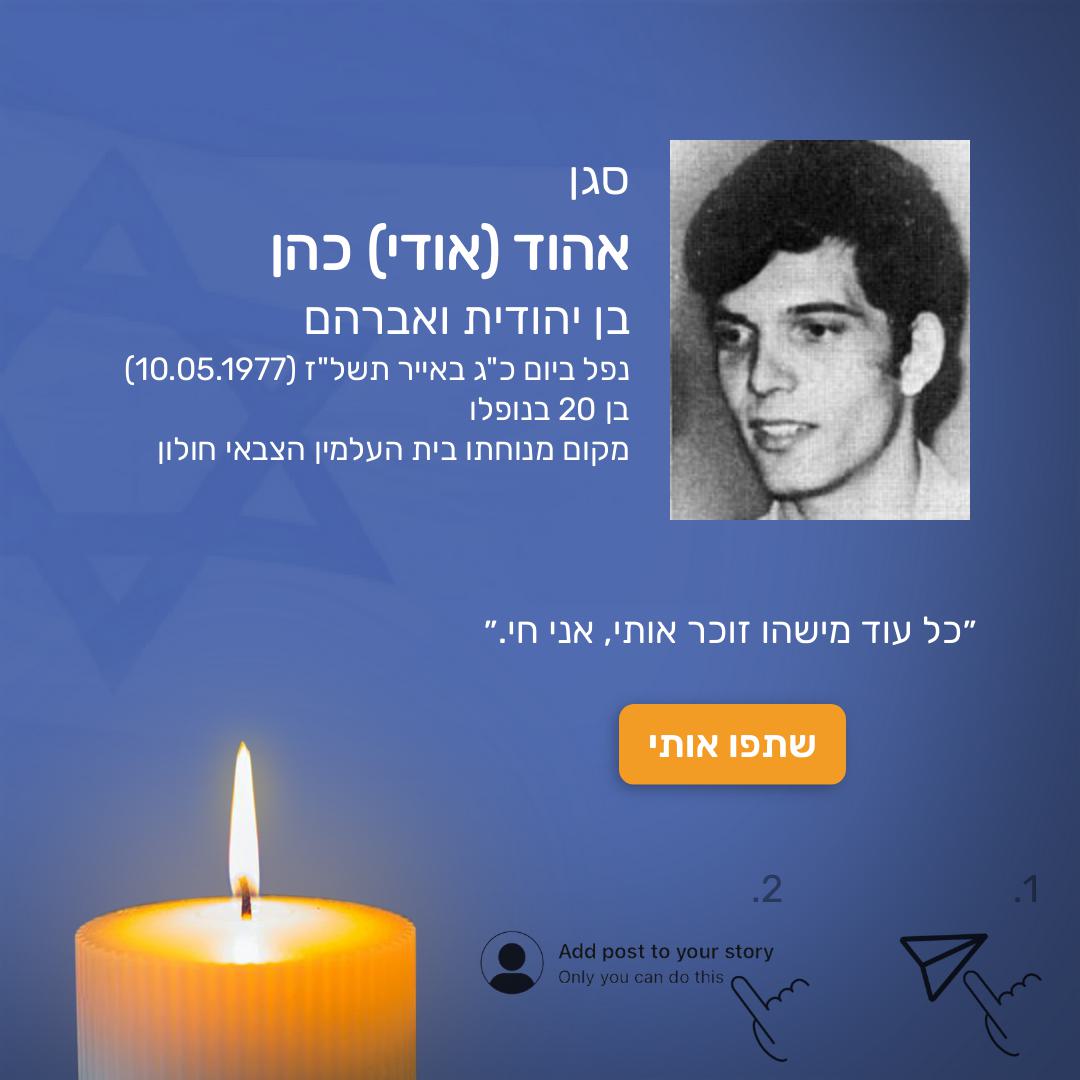 סגן
אהוד (אודי) כהן
בן יהודית ואברהם
נפל ביום כ"ג באייר תשל"ז (10.05.1977)
בן 20 בנופלו
מקום מנוחתו בית העלמין הצבאי חולון
״כל עוד מישהו זוכר אותי, אני חי.״
שתפו אותי
.1
.2
Add post to your story
Only you can do this